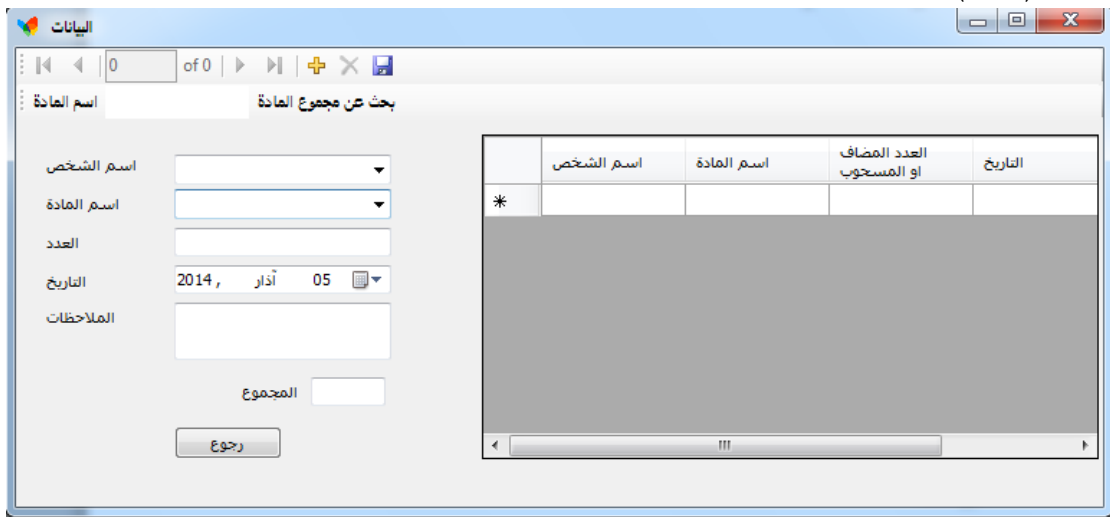 البيانات
0 of 0
اسم المادة بحث عن مجموع المادة
اسم الشخص
اسم المادة
العدد
التاريخ 05 آذار , 2014
الملاحظات
المجموع
رجوع
اسم الشخص اسم المادة العدد المضاف او المسحوب التاريخ